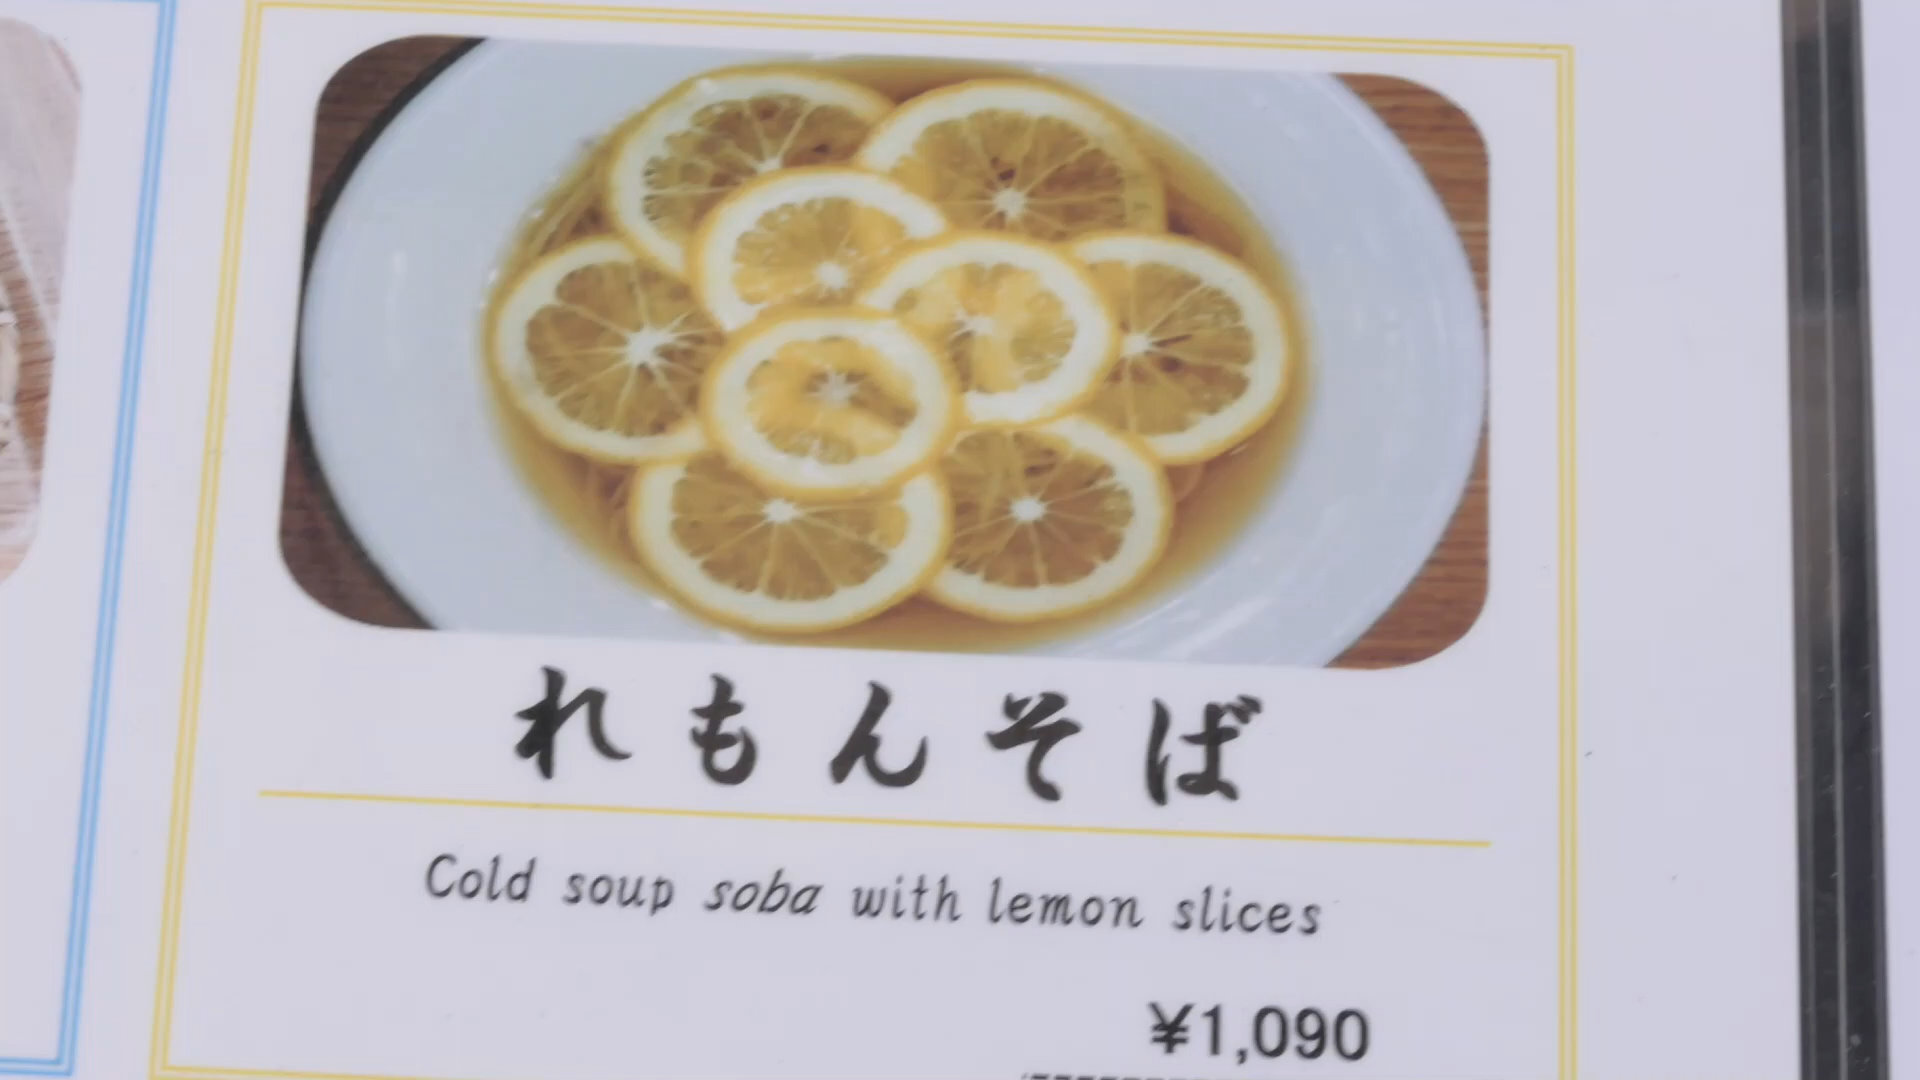 れもんそば
Cold soup soba with lemon slices
¥1,090